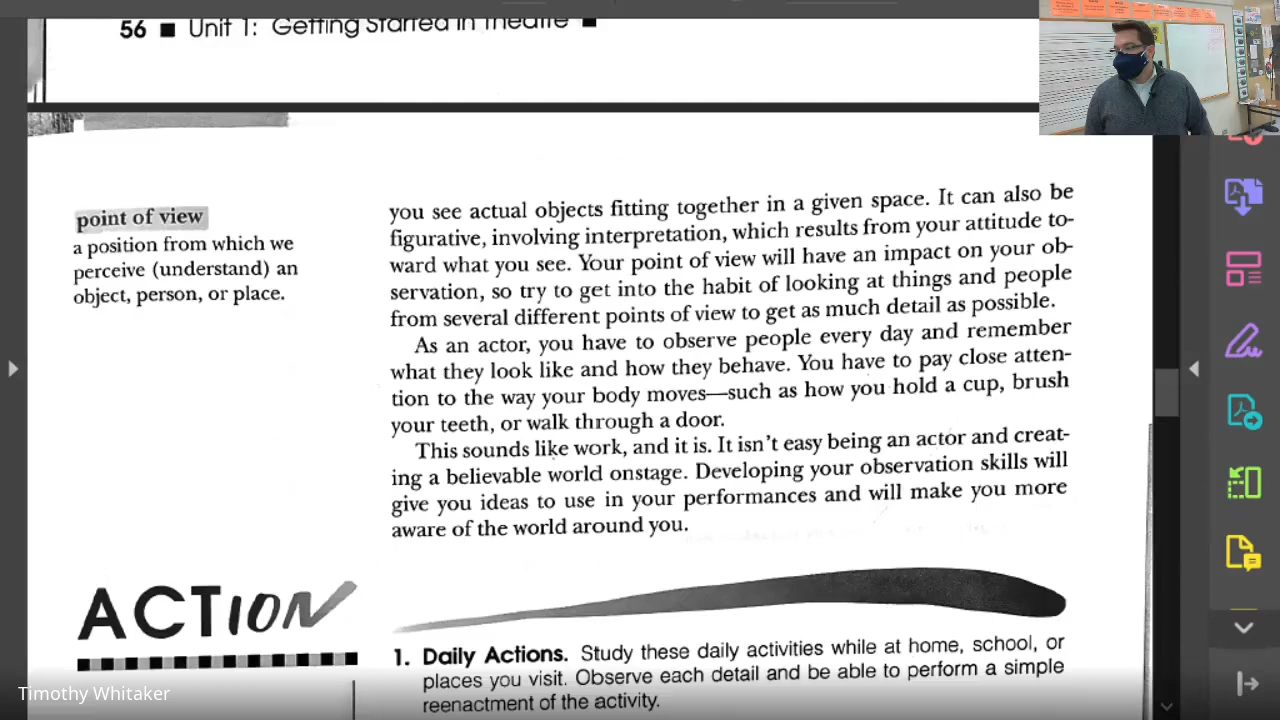 56 ■ Unit 1: Getting Started in Theatre ■
point of view
a position from which we
perceive (understand) an
object, person, or place.
you see actual objects fitting together in a given space. It can also be
figurative, involving interpretation, which results from your attitude to-
ward what you see. Your point of view will have an impact on your ob-
servation, so try to get into the habit of looking at things and people
from several different points of view to get as much detail as possible.
As an actor, you have to observe people every day and remember
what they look like and how they behave. You have to pay close atten-
tion to the way your body moves—such as how you hold a cup, brush
your teeth, or walk through a door.
This sounds like work, and it is. It isn't easy being an actor and creat-
ing a believable world onstage. Developing your observation skills will
give you ideas to use in your performances and will make you more
aware of the world around you.
ACTION
1. Daily Actions. Study these daily activities while at home, school, or
places you visit. Observe each detail and be able to perform a simple
reenactment of the activity.
Timothy Whitaker